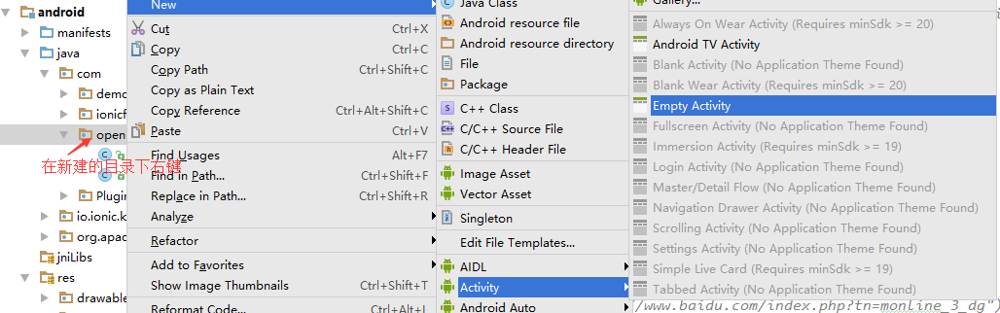 android
manifests
java
com
demo
ionicf
open
在新建的目录下右键
Plugin
io.ionic.k
org.apac
jniLibs
res
drawable
New
Cut Ctrl+X
Copy Ctrl+C
Copy Path Ctrl+Shift+C
Copy as Plain Text
Copy Reference Ctrl+Alt+Shift+C
Paste Ctrl+V
Find Usages Alt+F7
Find in Path... Ctrl+Shift+F
Replace in Path... Ctrl+Shift+R
Analyze
Refactor
Add to Favorites
Show Image Thumbnails Ctrl+Shift+T
Reformat Code... Ctrl+Alt+L
Java Class
Android resource file
Android resource directory
File
Package
C++ Class
C/C++ Source File
C/C++ Header File
Image Asset
Vector Asset
Singleton
Edit File Templates...
AIDL
Activity
Android Auto
Gallery...
Always On Wear Activity (Requires minSdk >= 20)
Android TV Activity
Blank Activity (No Application Theme Found)
Blank Wear Activity (Requires minSdk >= 20)
Empty Activity
Fullscreen Activity (No Application Theme Found)
Immersion Activity (Requires minSdk >= 19)
Login Activity (No Application Theme Found)
Master/Detail Flow (No Application Theme Found)
Navigation Drawer Activity (No Application Theme Found)
Scrolling Activity (No Application Theme Found)
Settings Activity (No Application Theme Found)
Simple Live Card (Requires minSdk >= 19)
Tabbed Activity (No Application Theme Found)
/www.baidu.com/index.php?tn=monline_3_dg")